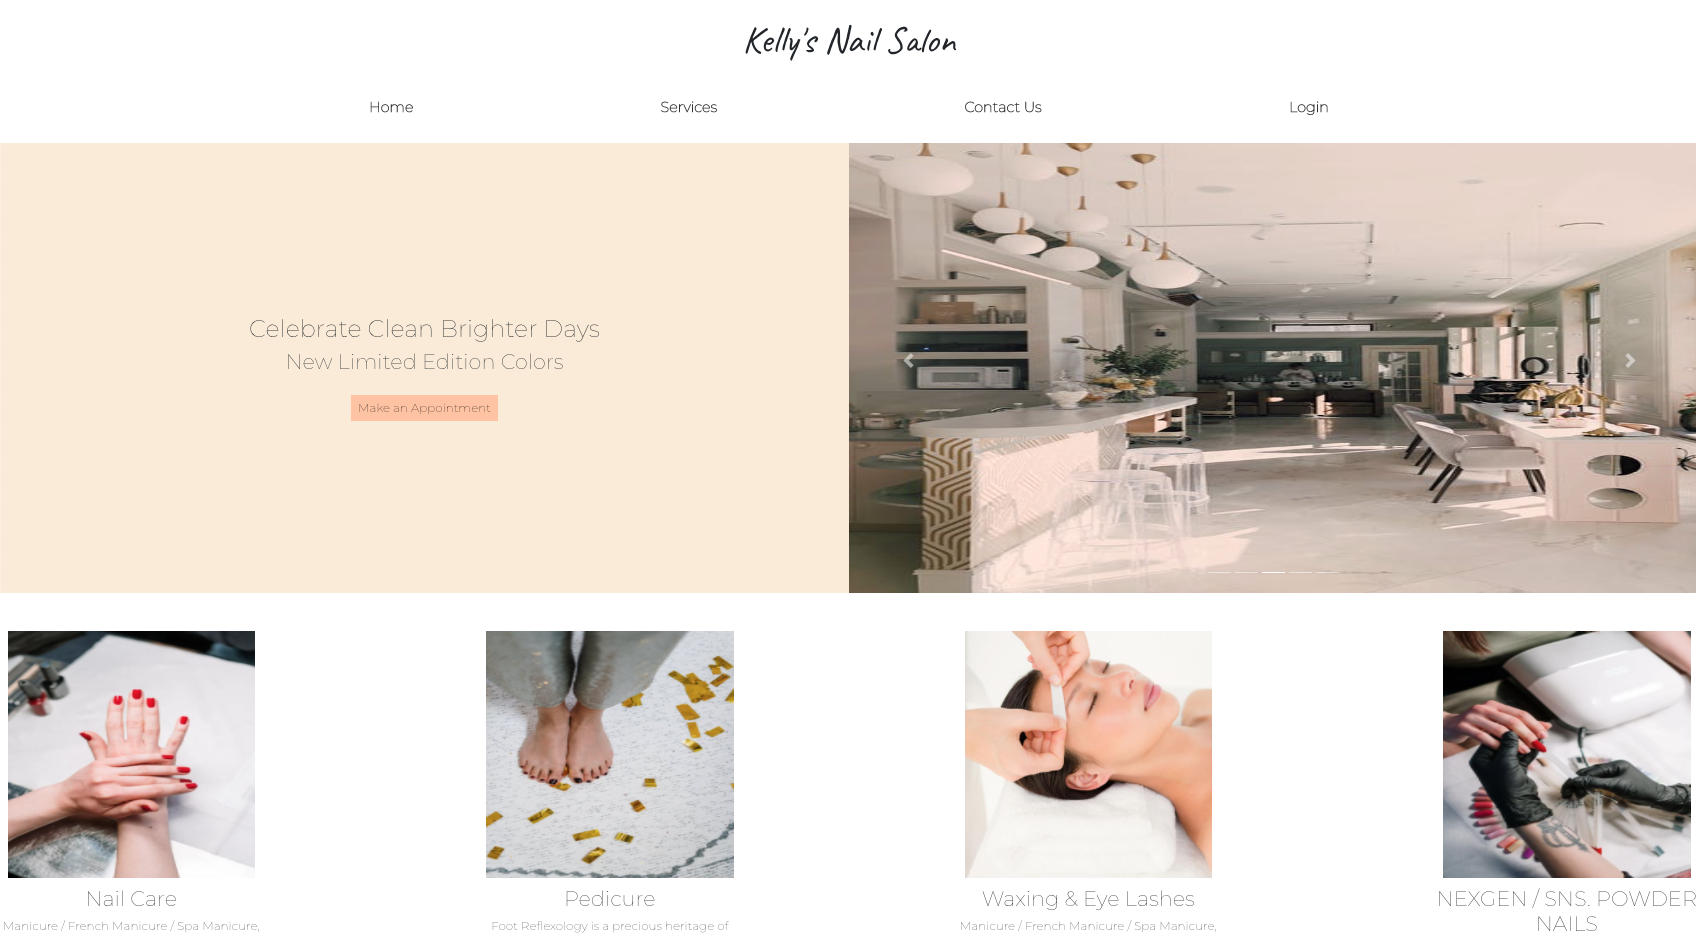 Kelly's Nail Salon
Home Services Contact Us Login
Celebrate Clean Brighter Days
New Limited Edition Colors
Make an Appointment
Nail Care
Manicure / French Manicure / Spa Manicure,
Pedicure
Foot Reflexology is a precious heritage of
Waxing & Eye Lashes
Manicure / French Manicure / Spa Manicure,
NEXGEN / SNS. POWDER
NAILS